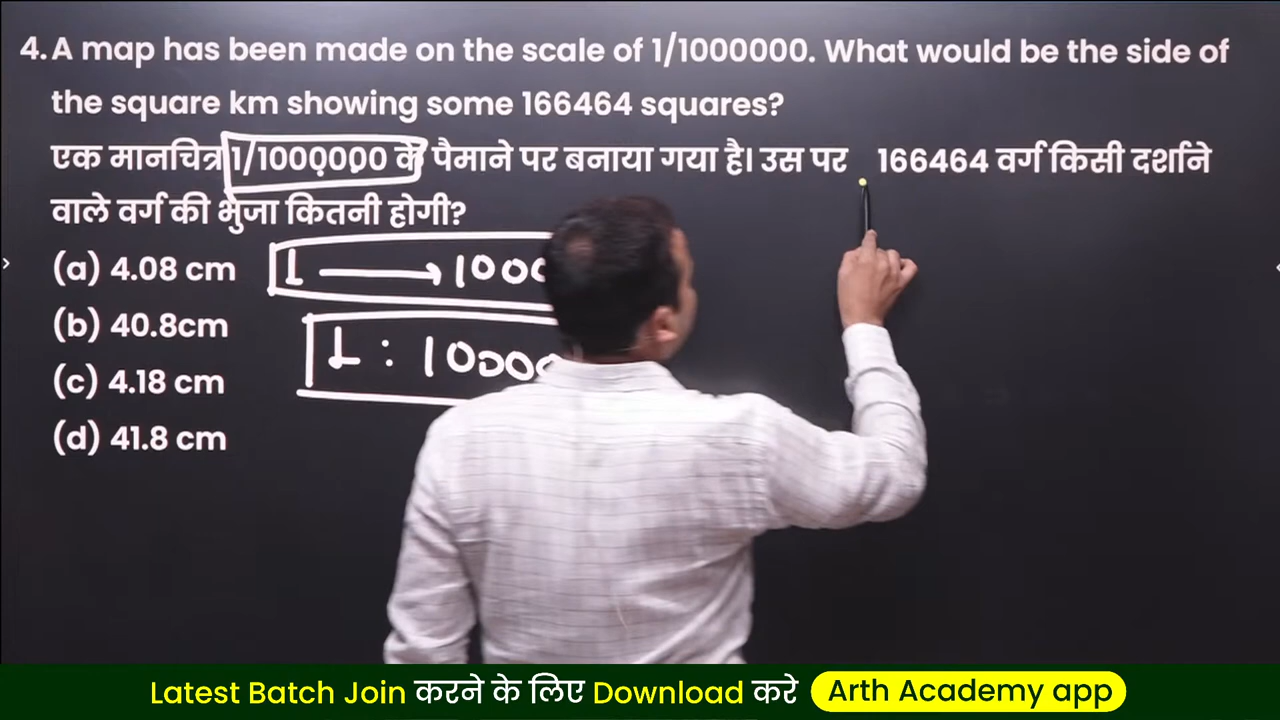 4. A map has been made on the scale of 1/1000000. What would be the side of
the square km showing some 166464 squares?
एक मानचित्र 1/1000000 के पैमाने पर बनाया गया है। उस पर 166464 वर्ग किसी दर्शाने
वाले वर्ग की भुजा कितनी होगी?
(a) 4.08 cm
(b) 40.8cm
(c) 4.18 cm
(d) 41.8 cm
Latest Batch Join करने के लिए Download करे Arth Academy app